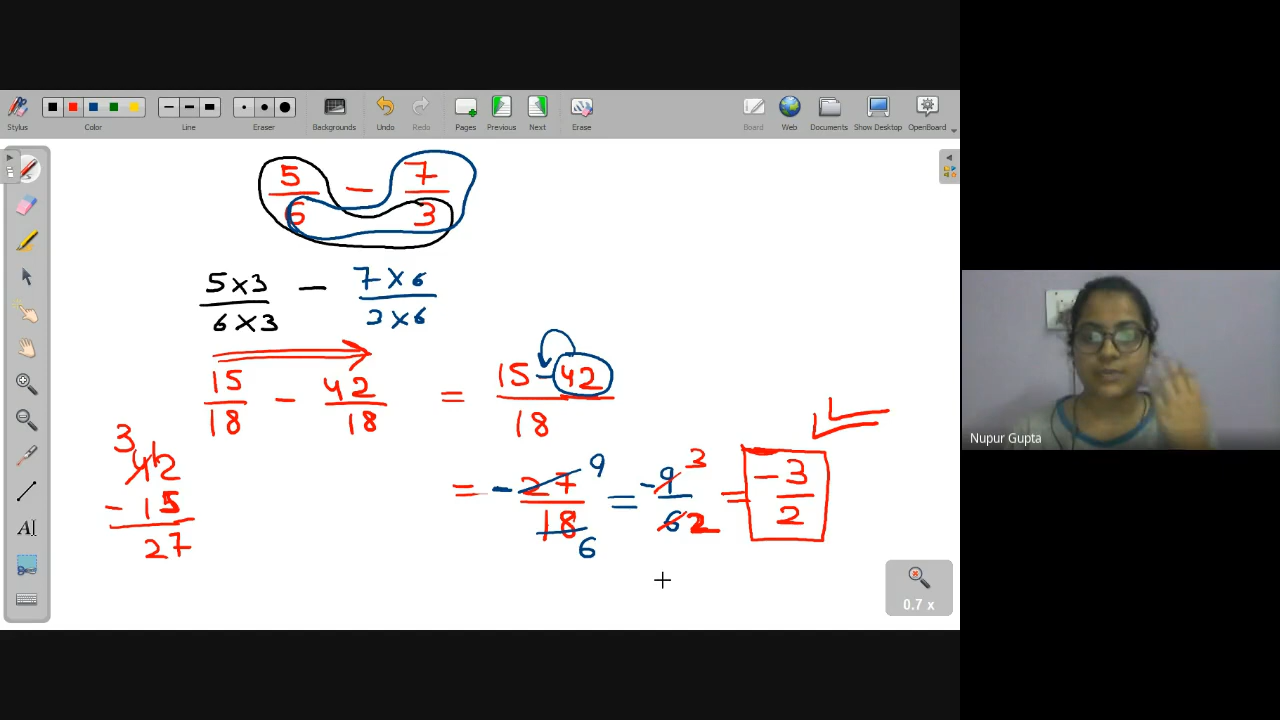 Stylus Color Line Eraser Backgrounds Undo Redo Pages Previous Next Erase Board Web Documents Show Desktop OpenBoard
5/6 - 7/3
5×3/6×3 - 7×6/3×6
15/18 - 42/18 = 15-42/18
3 1
42
- 15
27
= -27/18 9 6 = -9/6 3 2 = -3/2
AI
0.7 x
Nupur Gupta